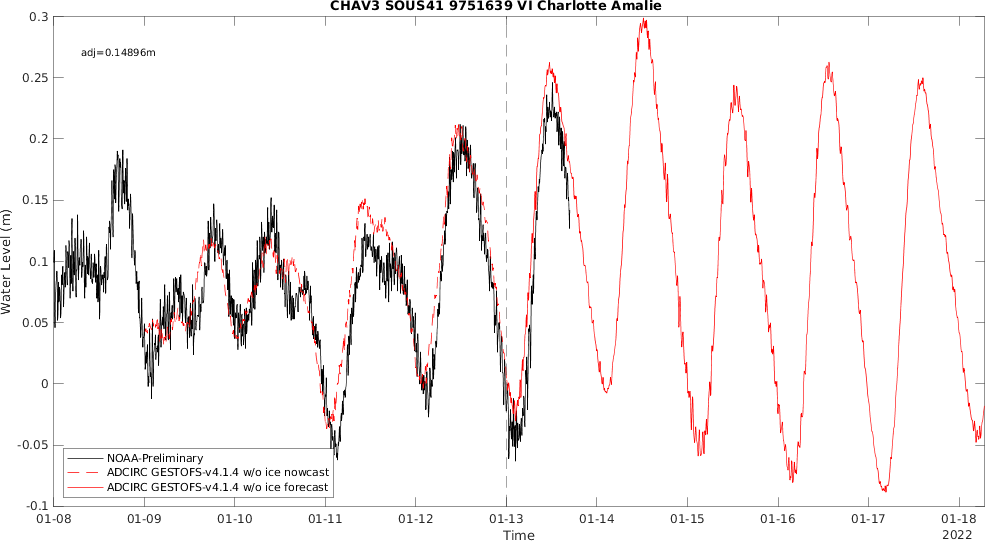 CHAV3 SOUS41 9751639 VI Charlotte Amalie
adj=0.14896m
0.3
0.25
0.2
0.15
0.1
0.05
0
-0.05
-0.1
Water Level (m)
NOAA-Preliminary
ADCIRC GESTOFS-v4.1.4 w/o ice nowcast
ADCIRC GESTOFS-v4.1.4 w/o ice forecast
01-08 01-09 01-10 01-11 01-12 01-13 01-14 01-15 01-16 01-17 01-18
Time
2022